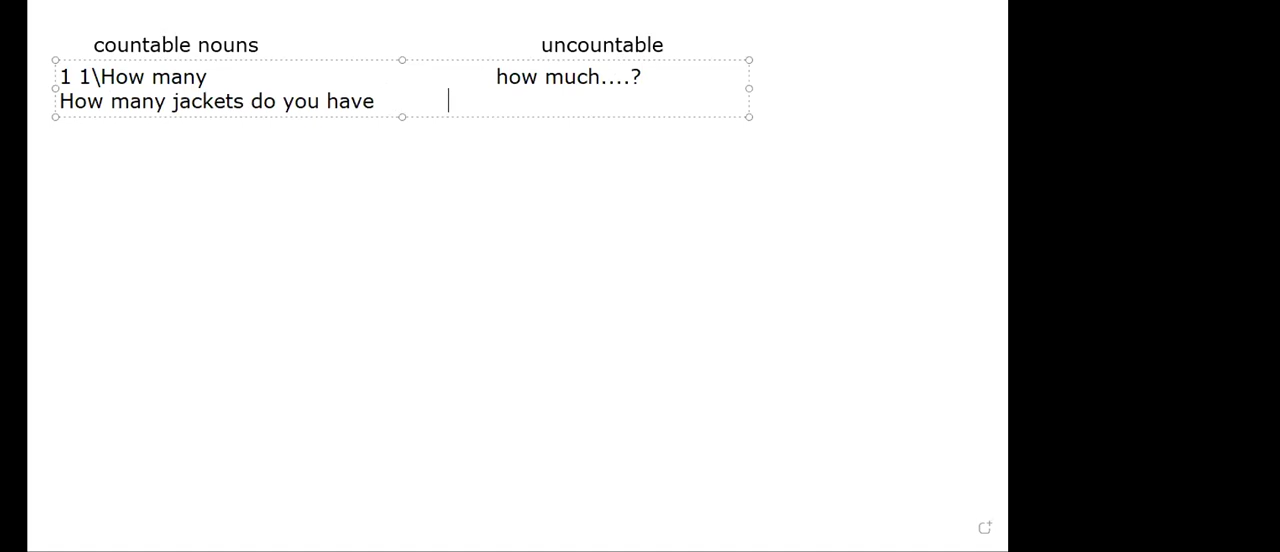 countable nouns uncountable
1 1\How many how much....?
How many jackets do you have